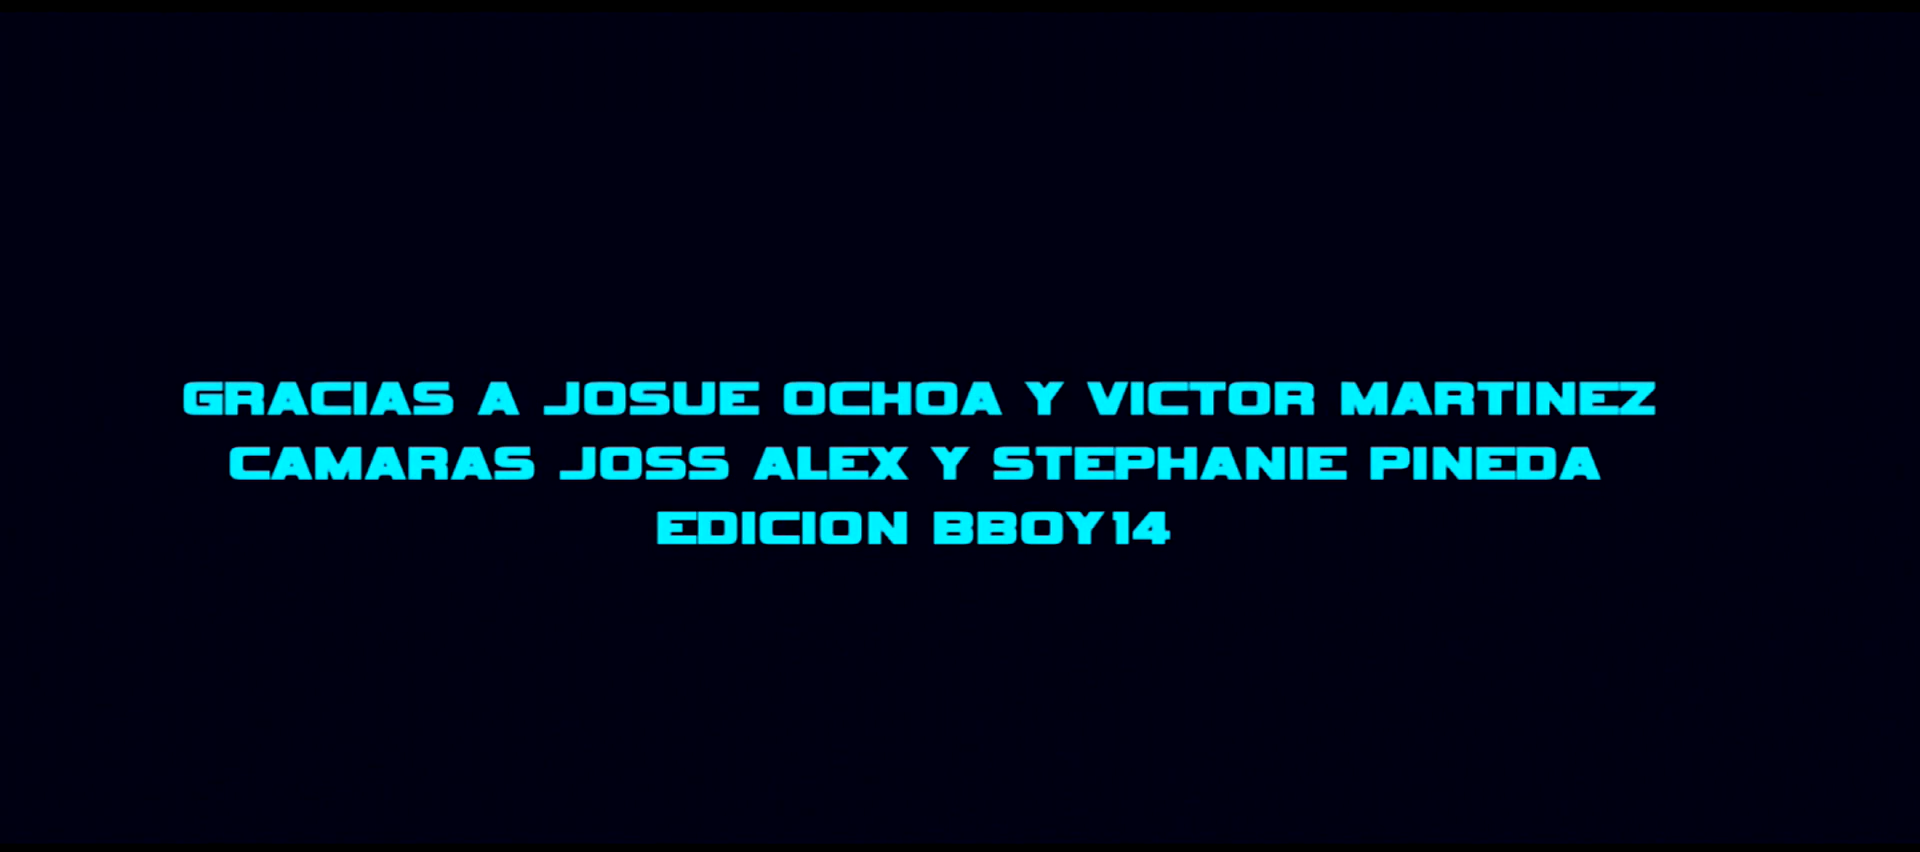 GRACIAS A JOSUE OCHOA Y VICTOR MARTINEZ
CAMARAS JOSS ALEX Y STEPHANIE PINEDA
EDICION BBOY14